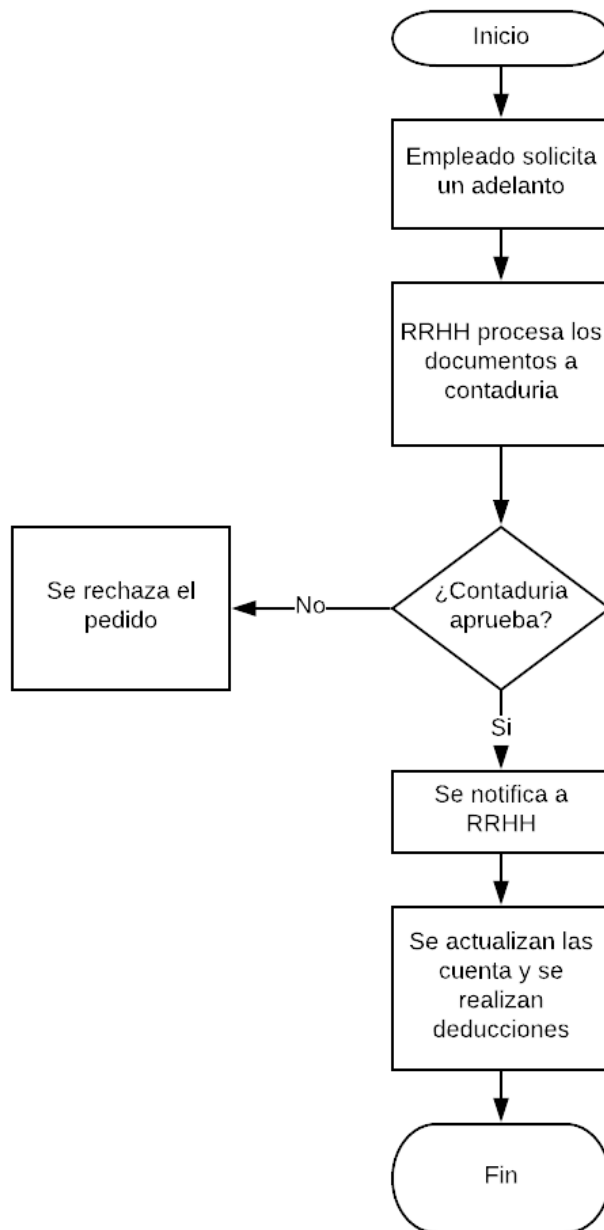 Inicio
Empleado solicita
un adelanto
RRHH procesa los
documentos a
contaduria
¿Contaduria
aprueba?
No
Se rechaza el
pedido
Si
Se notifica a
RRHH
Se actualizan las
cuenta y se
realizan
deducciones
Fin